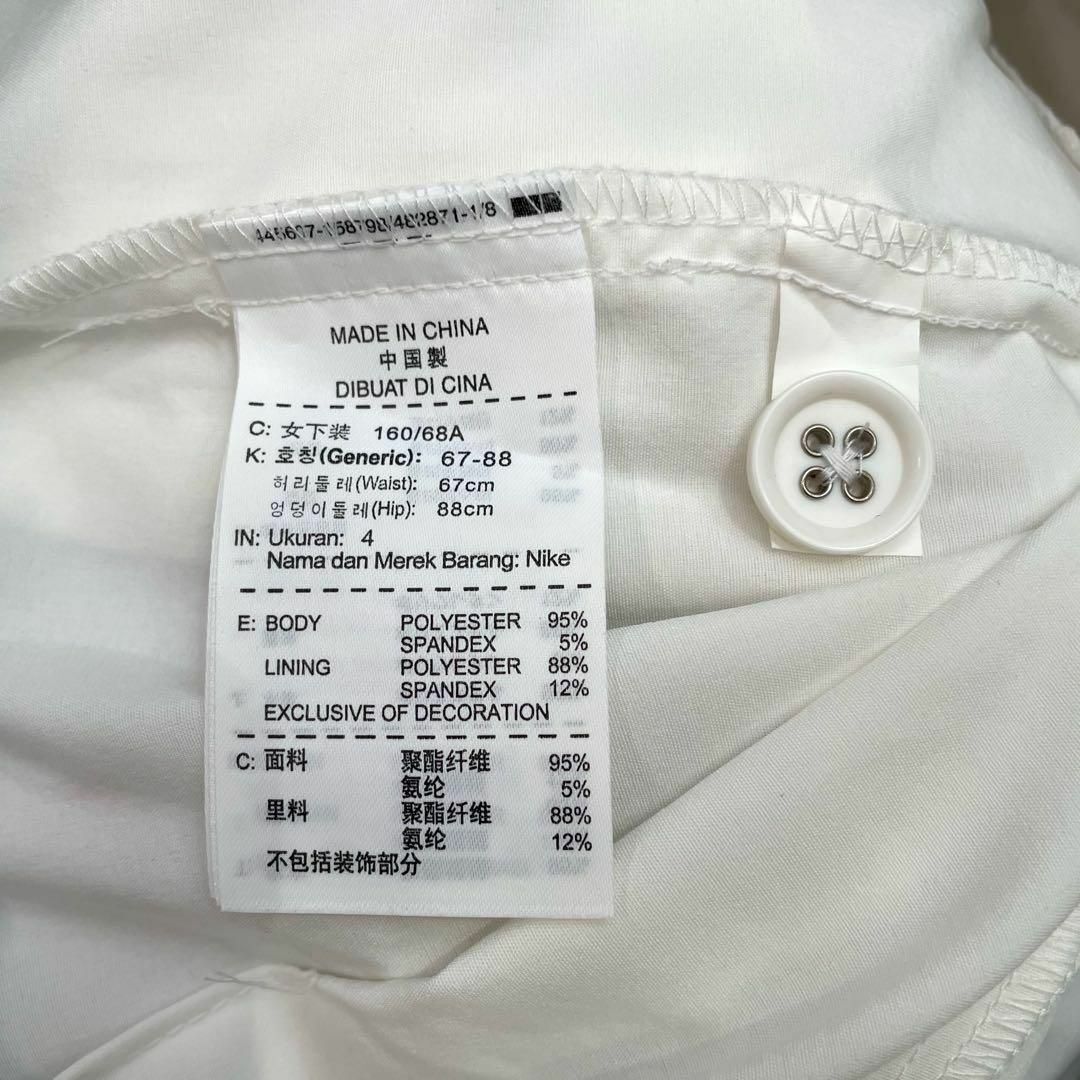 482871-1/8
MADE IN CHINA
中国製
DIBUAT DI CINA
C: 女下装 160/68A
K: 호칭(Generic): 67-88
허리둘레(Waist): 67cm
엉덩이둘레(Hip): 88cm
IN: Ukuran: 4
Nama dan Merek Barang: Nike
E: BODY POLYESTER 95%
SPANDEX 5%
LINING POLYESTER 88%
SPANDEX 12%
EXCLUSIVE OF DECORATION
C: 面料 聚酯纤维 95%
氨纶 5%
里料 聚酯纤维 88%
氨纶 12%
不包括装饰部分